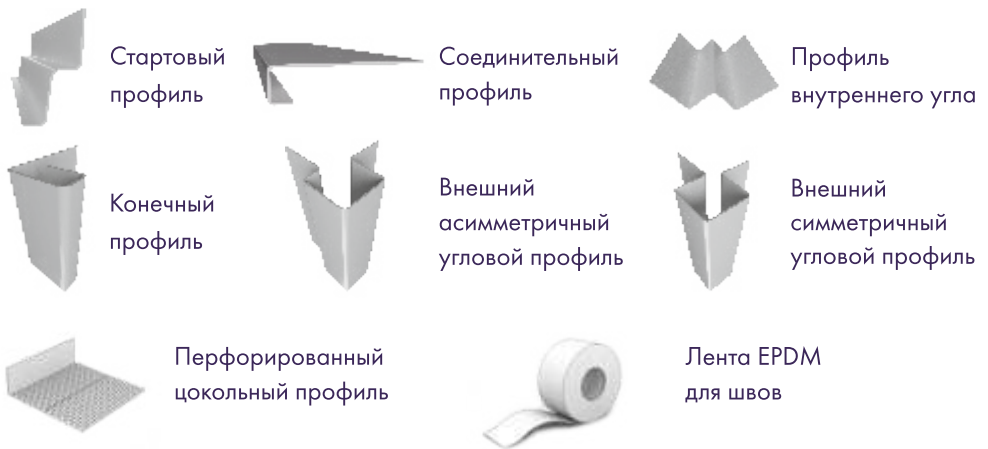 Стартовый
профиль
Соединительный
профиль
Профиль
внутреннего угла
Конечный
профиль
Внешний
асимметричный
угловой профиль
Внешний
симметричный
угловой профиль
Перфорированный
цокольный профиль
Лента EPDM
для швов